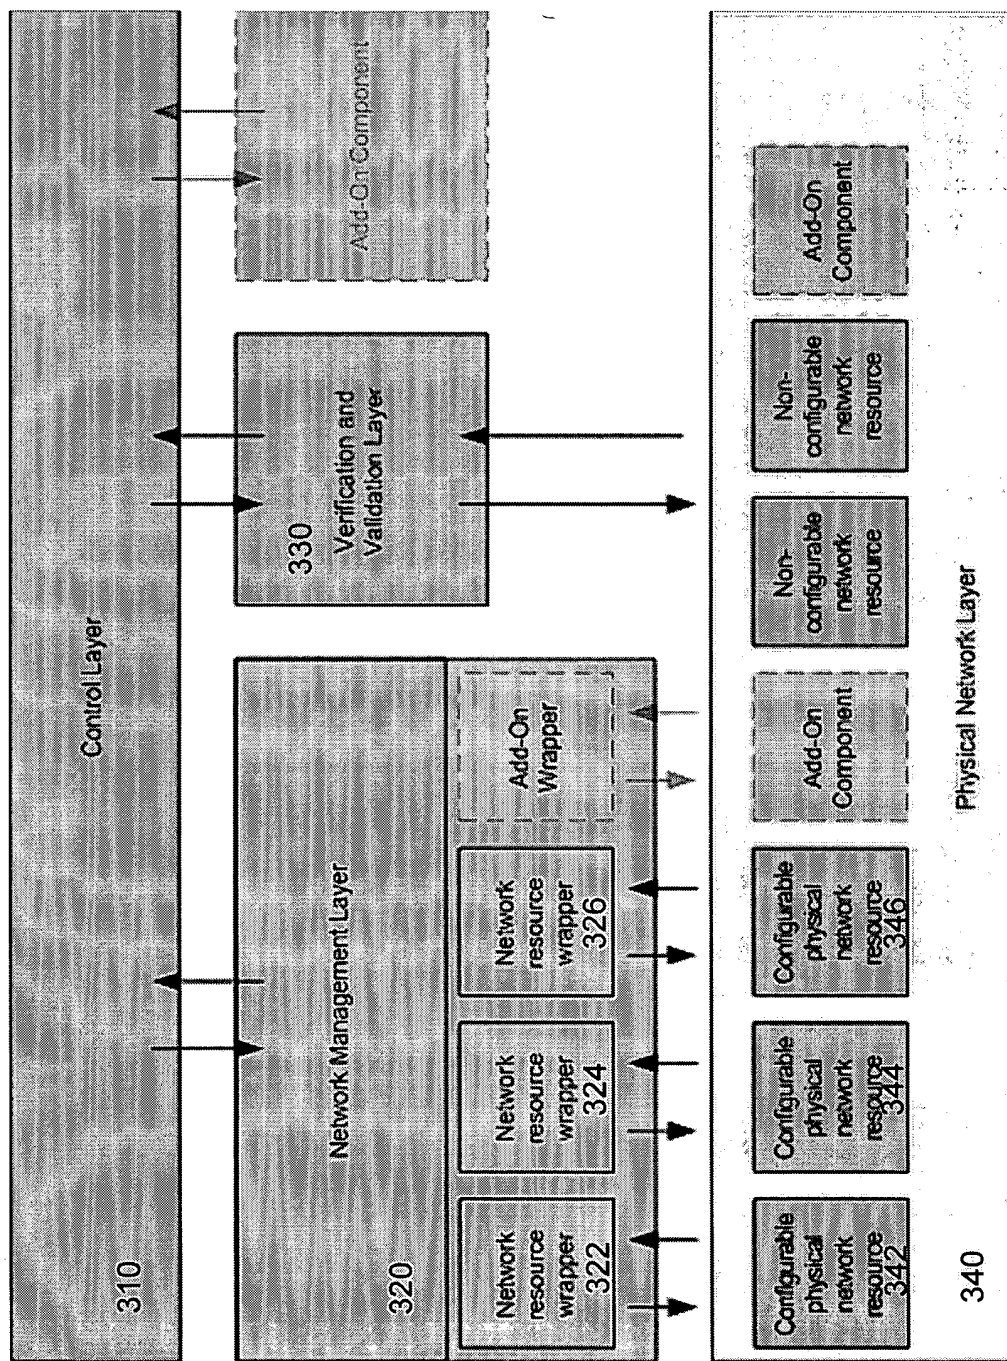 310
Control Layer
320
Network Management Layer
Network
resource
wrapper
322
Network
resource
wrapper
324
Network
resource
wrapper
326
Add-On
Wrapper
330
Verification and
Validation Layer
Add-On Component
Configurable
physical
network
resource
342
Configurable
physical
network
resource
344
Configurable
physical
network
resource
346
Add-On
Component
Non-
configurable
network
resource
Non-
configurable
network
resource
Add-On
Component
340
Physical Network Layer